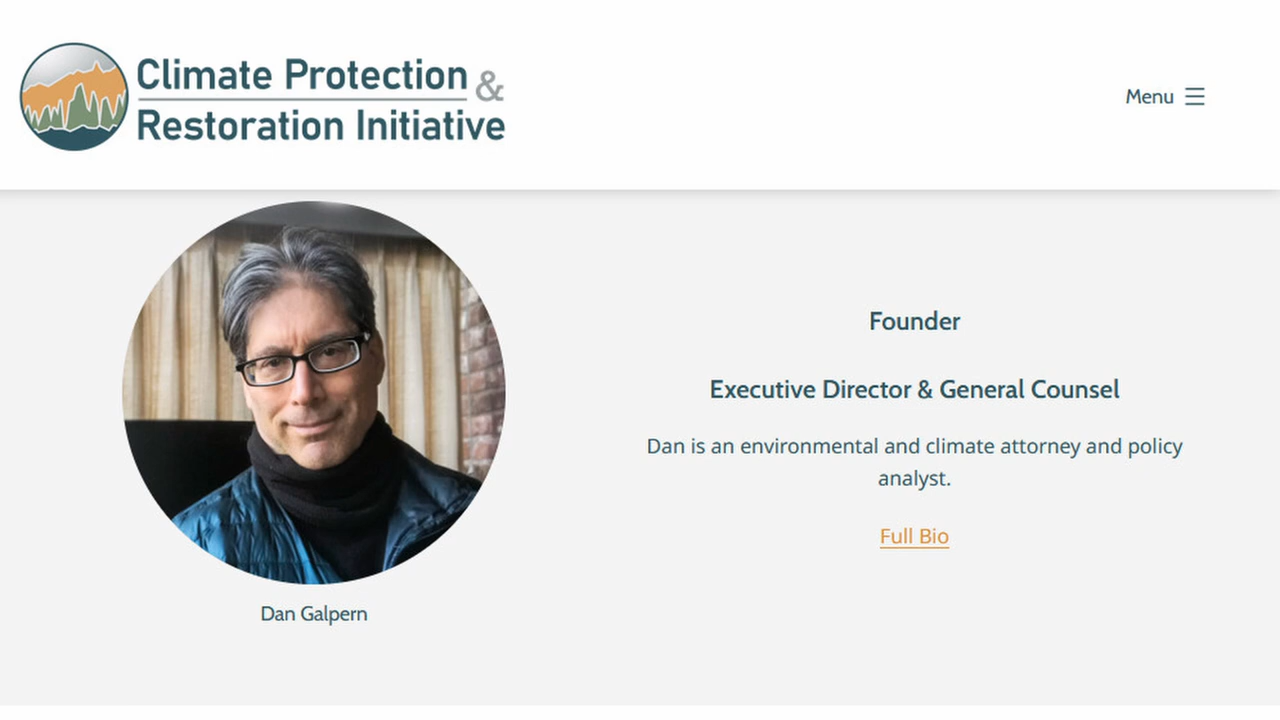 Climate Protection &
Restoration Initiative
Menu
Founder
Executive Director & General Counsel
Dan is an environmental and climate attorney and policy
analyst.
Full Bio
Dan Galpern